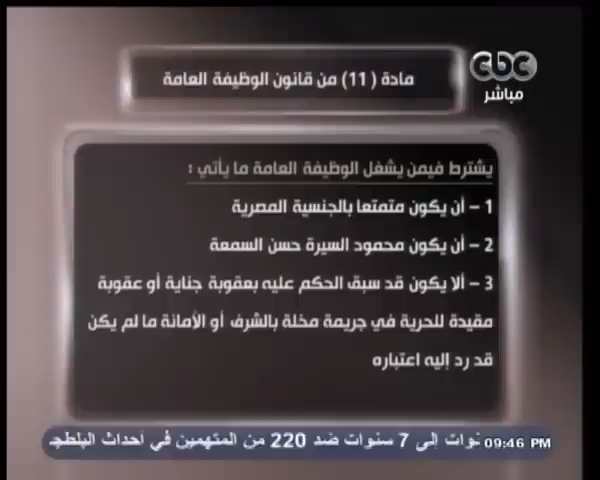 مادة ( 11 ) من قانون الوظيفة العامة
cbc
مباشر
يشترط فيمن يشغل الوظيفة العامة ما يأتي :
1 – أن يكون متمتعا بالجنسية المصرية
2 – أن يكون محمود السيرة حسن السمعة
3 – ألا يكون قد سبق الحكم عليه بعقوبة جناية أو عقوبة
مقيدة للحرية في جريمة مخلة بالشرف أو الأمانة ما لم يكن
قد رد إليه اعتباره
إلى 7 سنوات ضد 220 من المتهمين في أحداث
09:46 PM